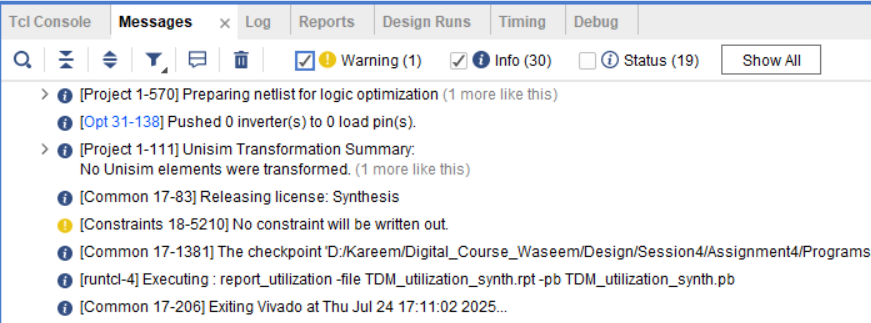 Tcl Console Messages × Log Reports Design Runs Timing Debug
Warning (1) Info (30) Status (19) Show All
[Project 1-570] Preparing netlist for logic optimization (1 more like this)
[Opt 31-138] Pushed 0 inverter(s) to 0 load pin(s).
[Project 1-111] Unisim Transformation Summary:
No Unisim elements were transformed. (1 more like this)
[Common 17-83] Releasing license: Synthesis
[Constraints 18-5210] No constraint will be written out.
[Common 17-1381] The checkpoint 'D:/Kareem/Digital_Course_Waseem/Design/Session4/Assignment4/Programs
[runtcl-4] Executing : report_utilization -file TDM_utilization_synth.rpt -pb TDM_utilization_synth.pb
[Common 17-206] Exiting Vivado at Thu Jul 24 17:11:02 2025...